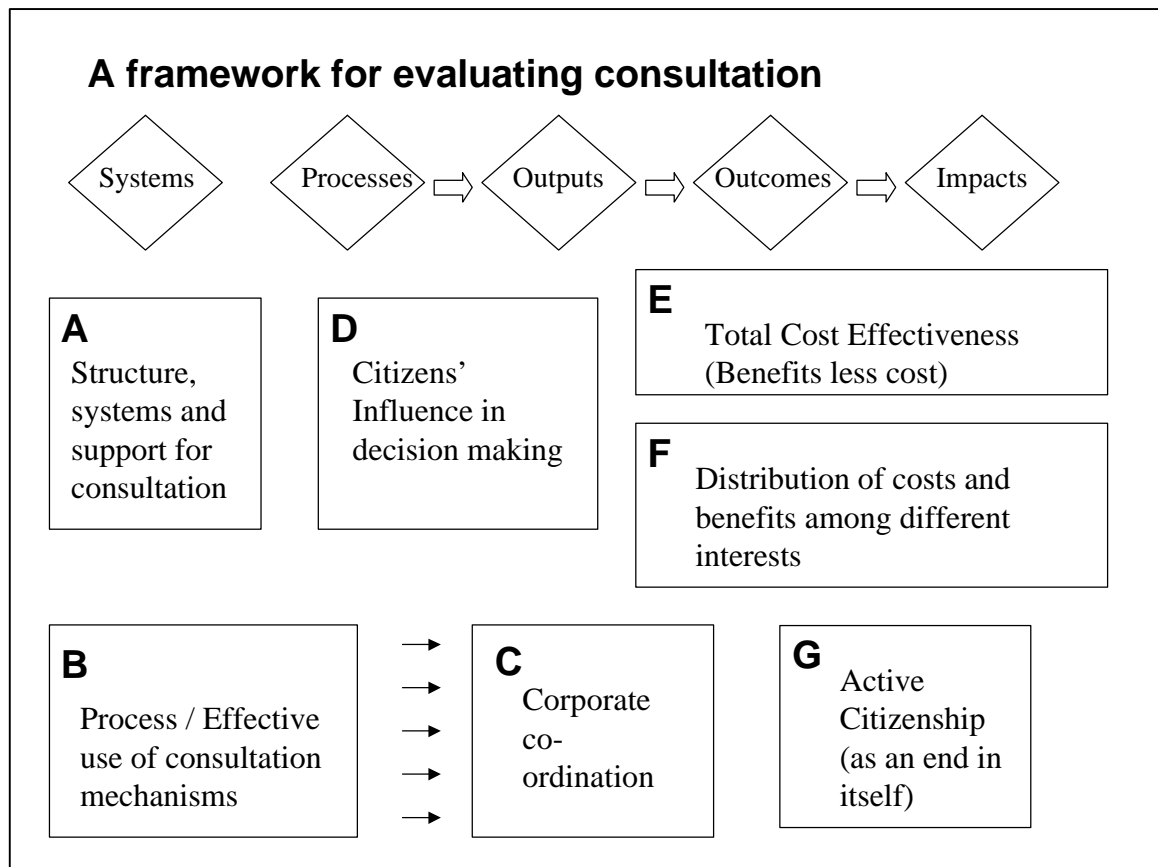 A framework for evaluating consultation
Systems
Processes
Outputs
Outcomes
Impacts
A
Structure,
systems and
support for
consultation
D
Citizens’
Influence in
decision making
E
Total Cost Effectiveness
(Benefits less cost)
F
Distribution of costs and
benefits among different
interests
B
Process / Effective
use of consultation
mechanisms
C
Corporate
co-
ordination
G
Active
Citizenship
(as an end in
itself)